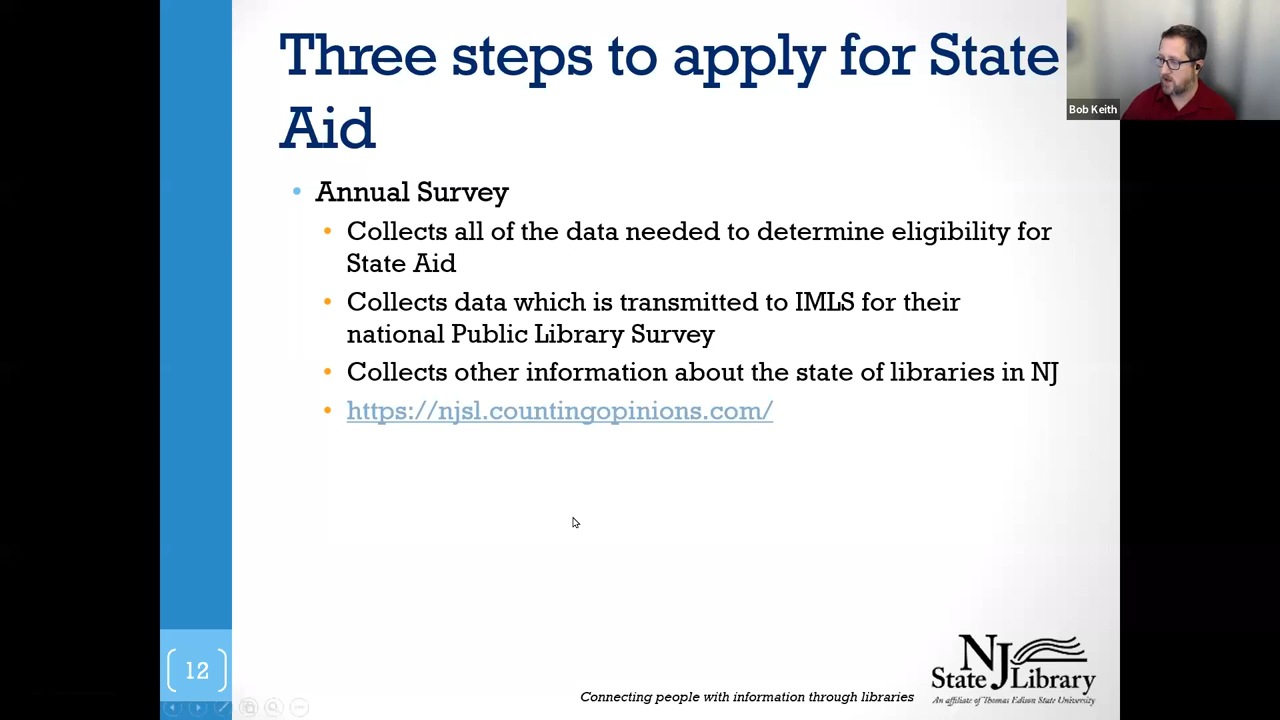 Three steps to apply for State
Aid
Bob Keith
Annual Survey
Collects all of the data needed to determine eligibility for
State Aid
Collects data which is transmitted to IMLS for their
national Public Library Survey
Collects other information about the state of libraries in NJ
https://njsl.countingopinions.com/
12
Connecting people with information through libraries
NJ
State Library
An affiliate of Thomas Edison State University